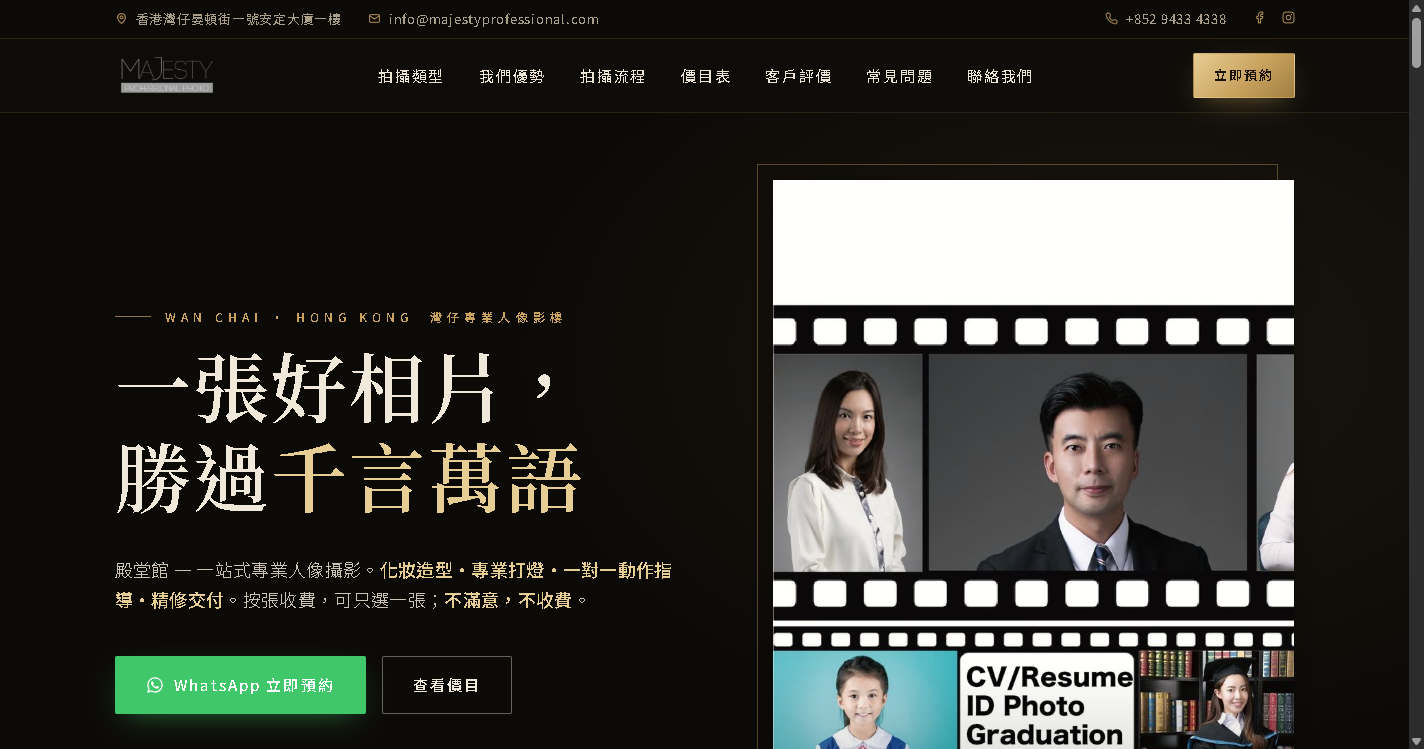 香港灣仔晏頓街一號安定大廈一樓
info@majestyprofessional.com
+852 9433 4338
MAJESTY
PROFESSIONAL PHOTO
拍攝類型
我們優勢
拍攝流程
價目表
客戶評價
常見問題
聯絡我們
立即預約
WAN CHAI · HONG KONG 灣仔專業人像影樓
一張好相片，
勝過千言萬語
殿堂館 — 一站式專業人像攝影。化妝造型・專業打燈・一對一動作指
導・精修交付。按張收費，可只選一張；不滿意，不收費。
WhatsApp 立即預約
查看價目
CV/Resume
ID Photo
Graduation